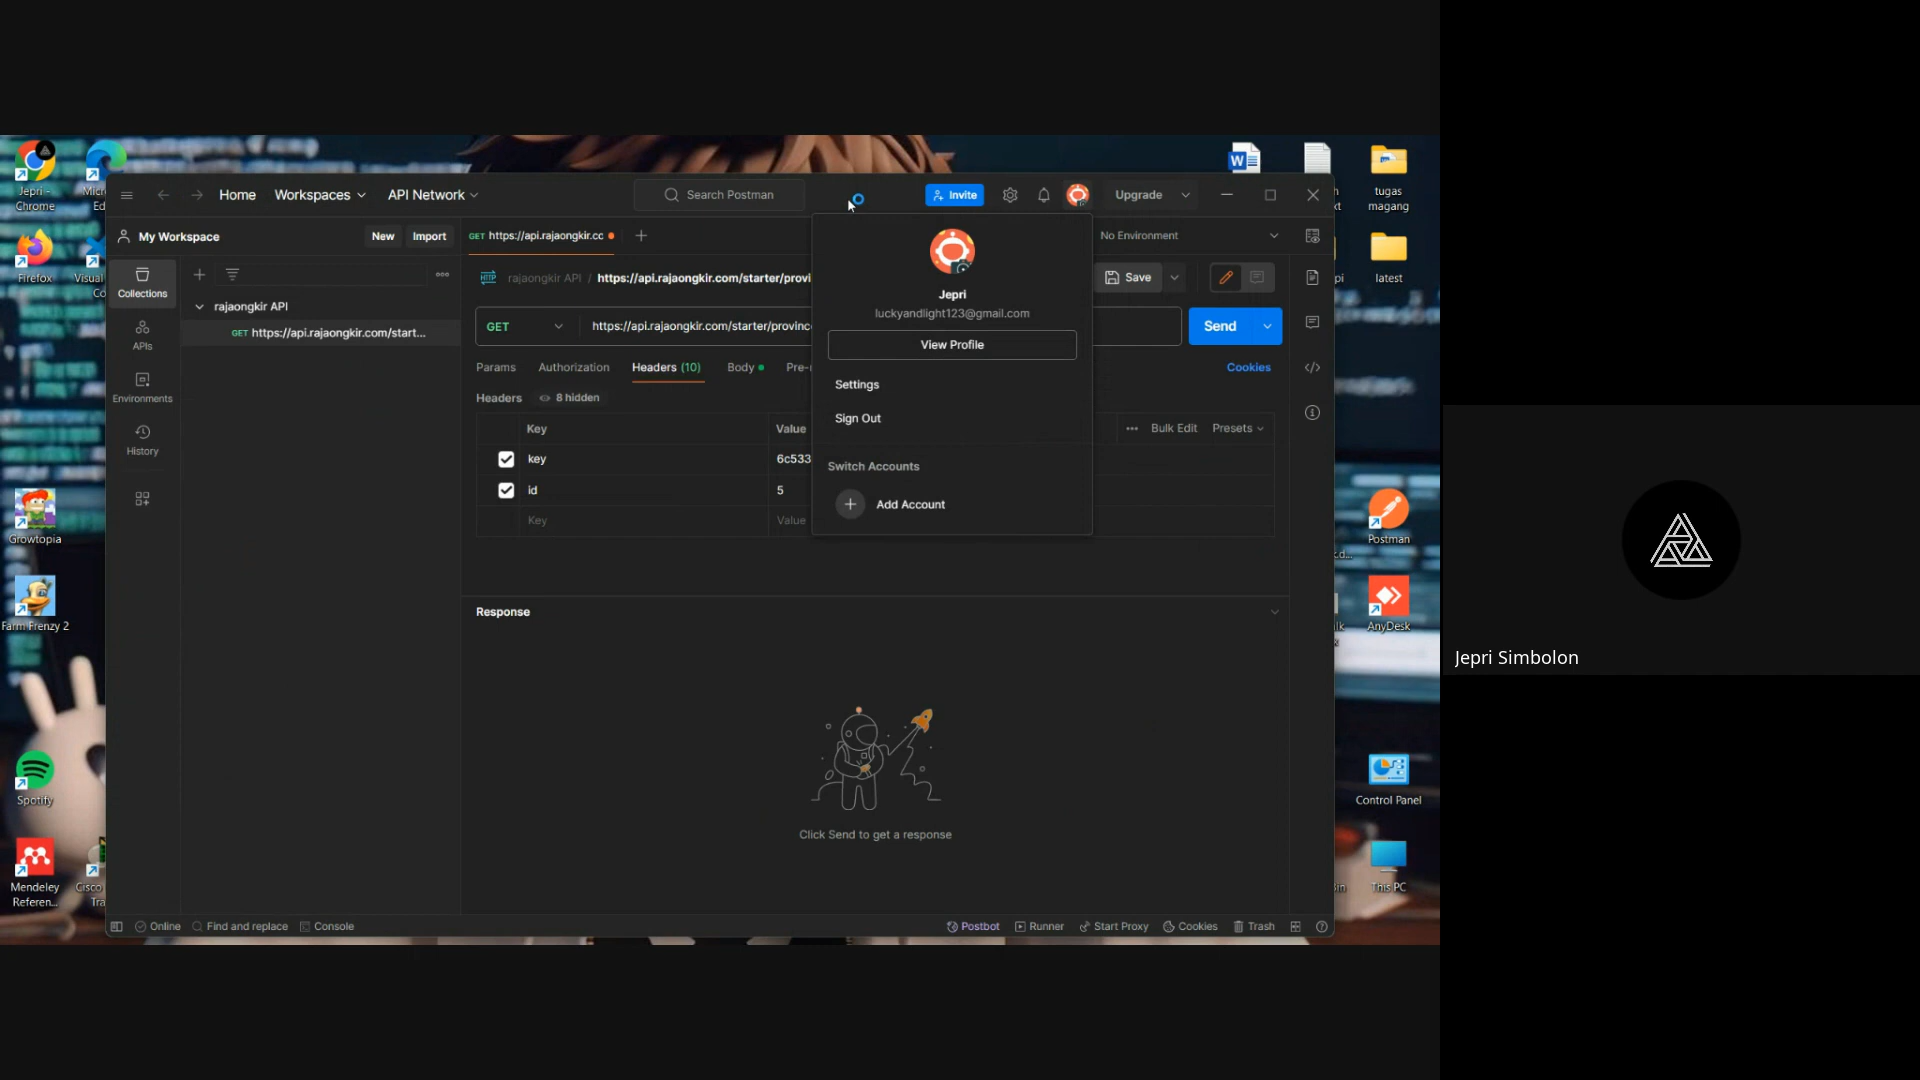 Jepri -
Chrome
Firefox
Growtopia
Farm Frenzy 2
Spotify
Mendeley
Referen...
Cisco
Home
Workspaces
API Network
Search Postman
Invite
Upgrade
My Workspace
New
Import
GET https://api.rajaongkir.cc
No Environment
Collections
APIs
Environments
History
rajaongkir API
GET https://api.rajaongkir.com/start...
HTTP
rajaongkir API / https://api.rajaongkir.com/starter/provi
Save
GET
https://api.rajaongkir.com/starter/provinc
Send
Params
Authorization
Headers (10)
Body
Pre-
Cookies
Headers
8 hidden
Key
Value
Bulk Edit
Presets
key
6c533
id
5
Key
Value
Jepri
luckyandlight123@gmail.com
View Profile
Settings
Sign Out
Switch Accounts
Add Account
Response
Click Send to get a response
Online
Find and replace
Console
Postbot
Runner
Start Proxy
Cookies
Trash
W
tugas
magang
latest
Postman
AnyDesk
Control Panel
This PC
Jepri Simbolon